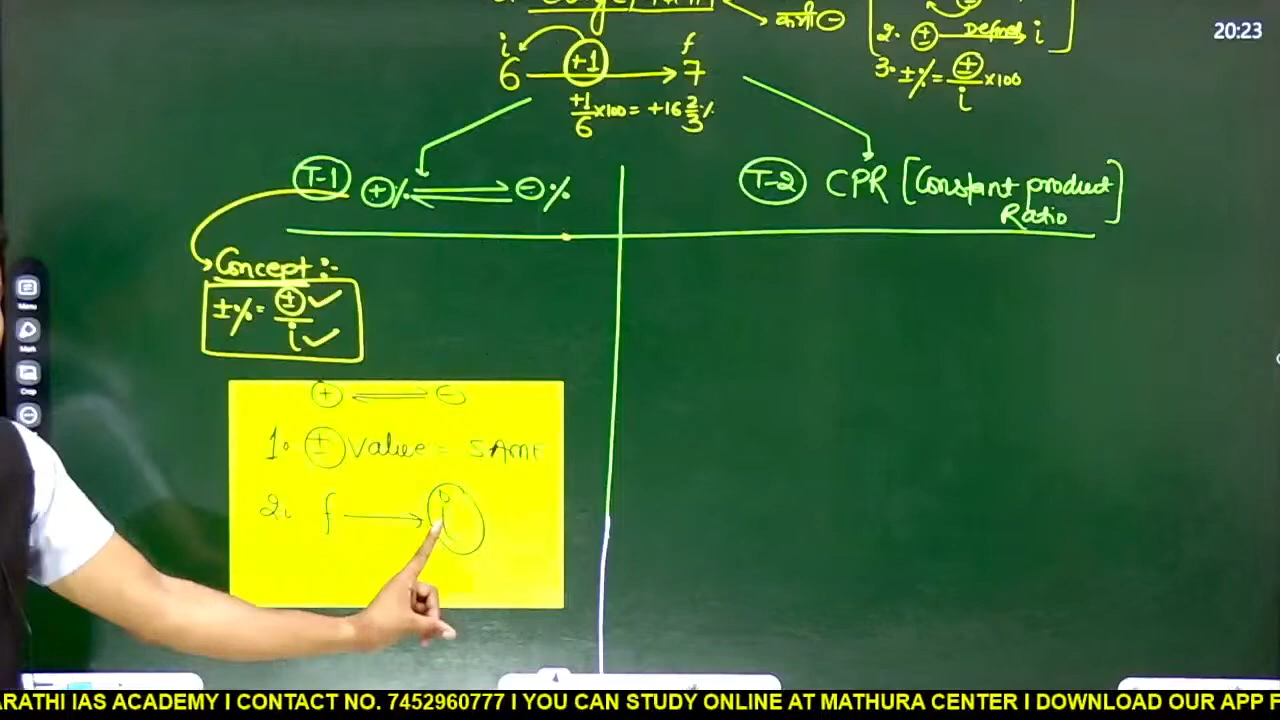 कमी ⊖
2. ⊕ Defined i
20:23
i f
6 +1 7
3. ±% = ±/i ×100
+1/6 ×100 = +16 2/3 %
T-1 ⊕% ⇌ ⊖%
T-2 CPR [Constant product
Ratio
Concept :-
±% = ±/i ✓✓
⊕ ⇌ ⊖
1. ± value = SAME
2. f → i
Menu
ARATHI IAS ACADEMY I CONTACT NO. 7452960777 I YOU CAN STUDY ONLINE AT MATHURA CENTER I DOWNLOAD OUR APP F